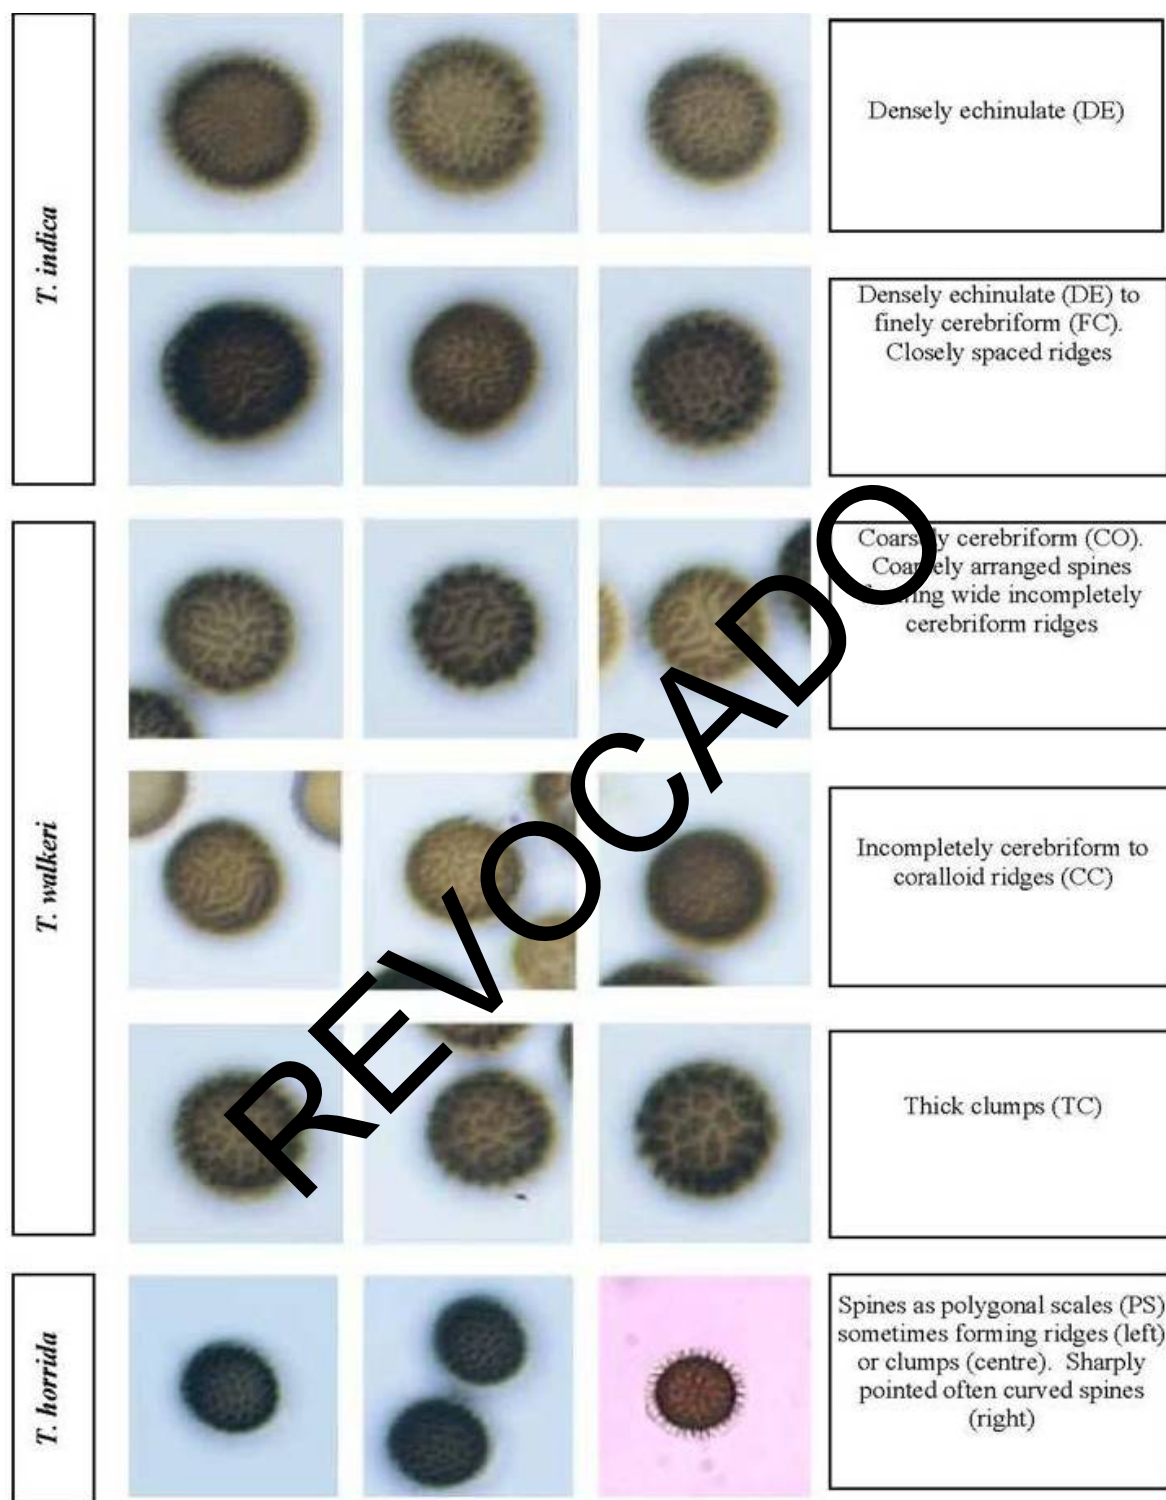 T. indica
Densely echinulate (DE)
Densely echinulate (DE) to
finely cerebriform (FC).
Closely spaced ridges
T. walkeri
Coarsely cerebriform (CO).
Coarsely arranged spines
wide incompletely
cerebriform ridges
Incompletely cerebriform to
coralloid ridges (CC)
Thick clumps (TC)
T. horrida
Spines as polygonal scales (PS)
sometimes forming ridges (left)
or clumps (centre). Sharply
pointed often curved spines
(right)
REVOCADO